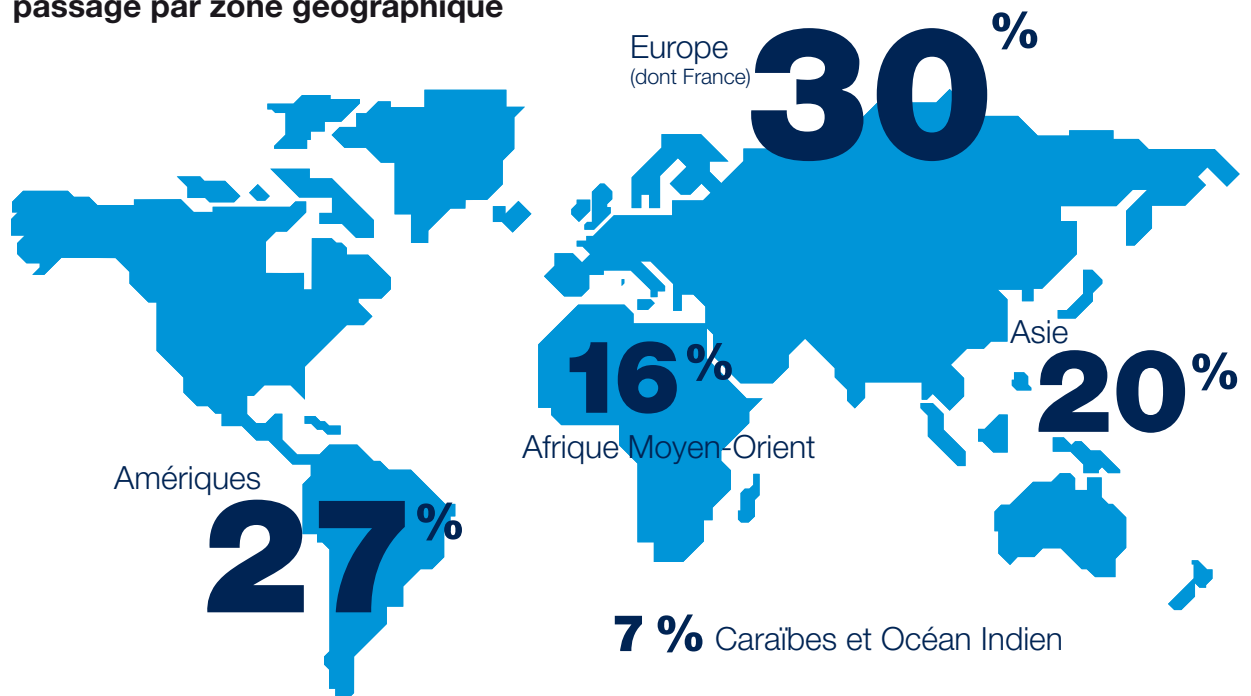 passage par zone géographique
Europe
(dont France)
30%
Asie
20%
16%
Afrique Moyen-Orient
Amériques
27%
7 % Caraïbes et Océan Indien